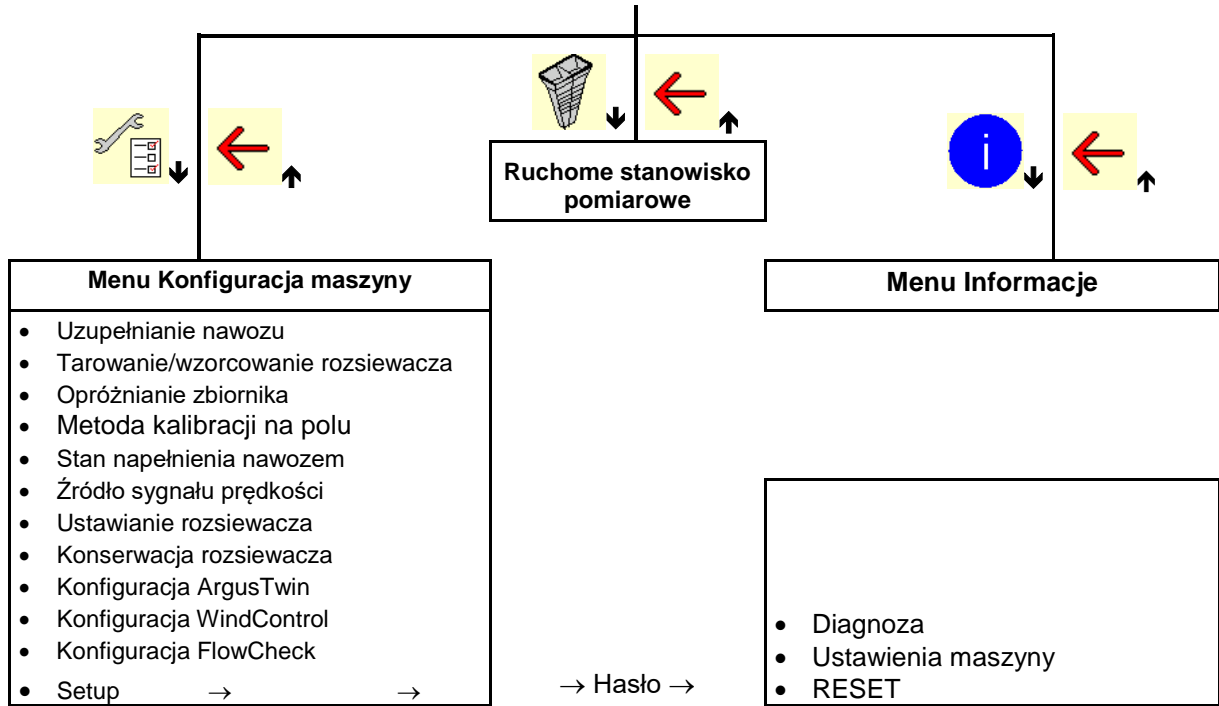 i
Ruchome stanowisko
pomiarowe
Menu Konfiguracja maszyny
• Uzupełnianie nawozu
• Tarowanie/wzorcowanie rozsiewacza
• Opróżnianie zbiornika
• Metoda kalibracji na polu
• Stan napełnienia nawozem
• Źródło sygnału prędkości
• Ustawianie rozsiewacza
• Konserwacja rozsiewacza
• Konfiguracja ArgusTwin
• Konfiguracja WindControl
• Konfiguracja FlowCheck
• Setup → →
→ Hasło →
Menu Informacje
• Diagnoza
• Ustawienia maszyny
• RESET